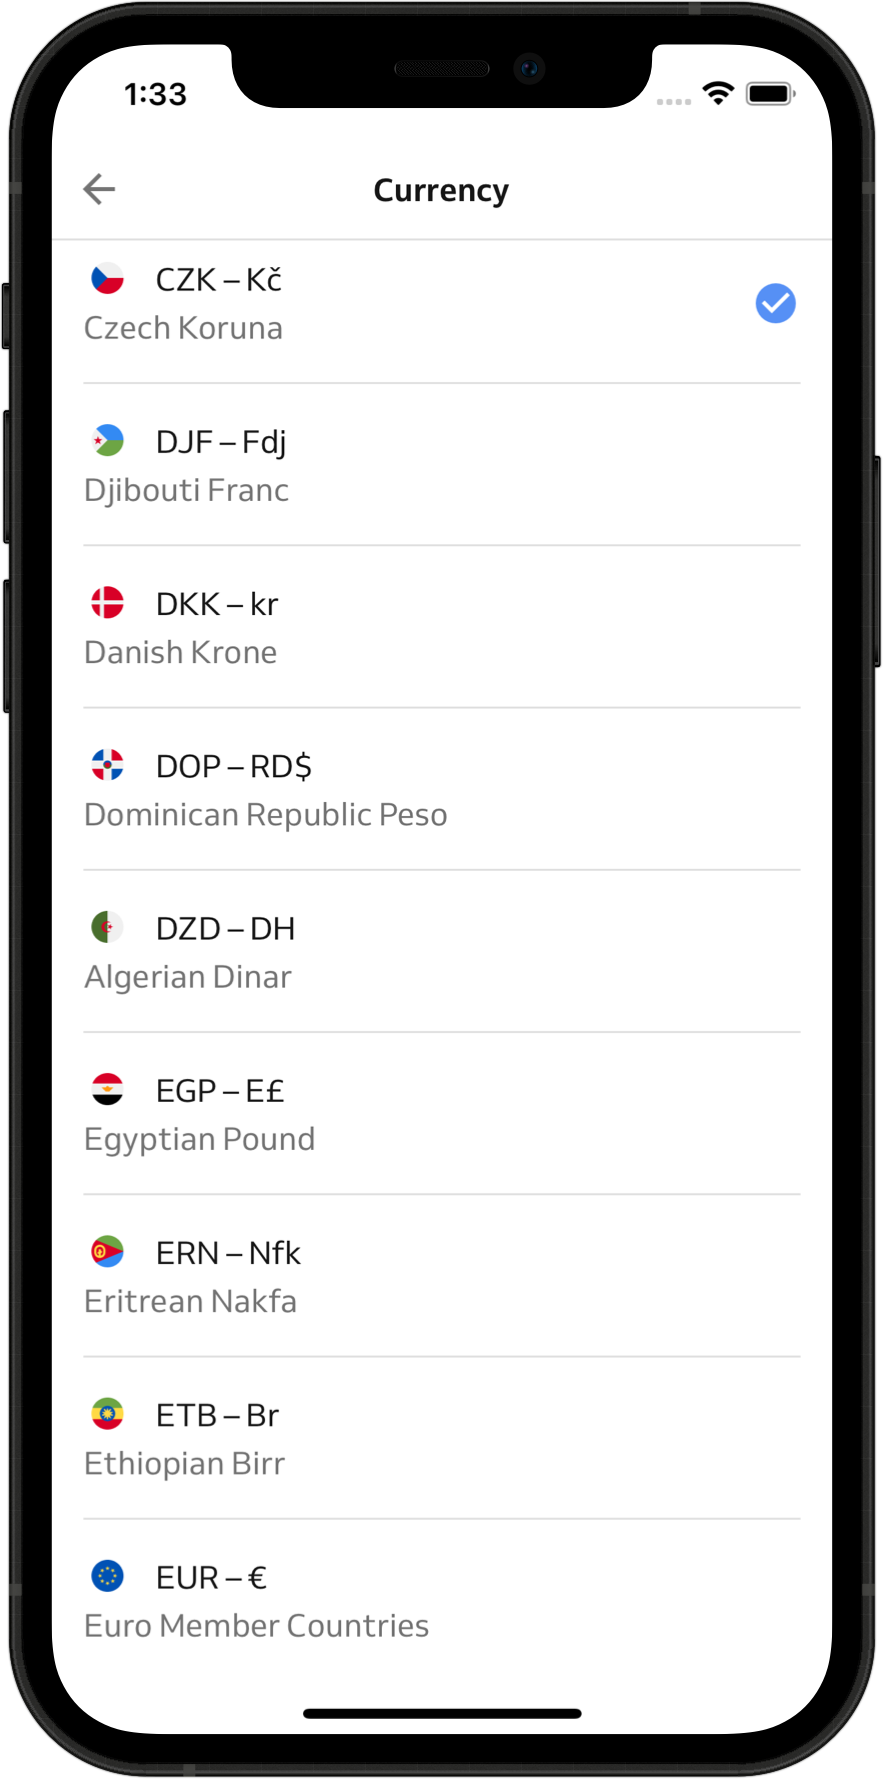 1:33
Currency
CZK – Kč
Czech Koruna
DJF – Fdj
Djibouti Franc
DKK – kr
Danish Krone
DOP – RD$
Dominican Republic Peso
DZD – DH
Algerian Dinar
EGP – E£
Egyptian Pound
ERN – Nfk
Eritrean Nakfa
ETB – Br
Ethiopian Birr
EUR – €
Euro Member Countries